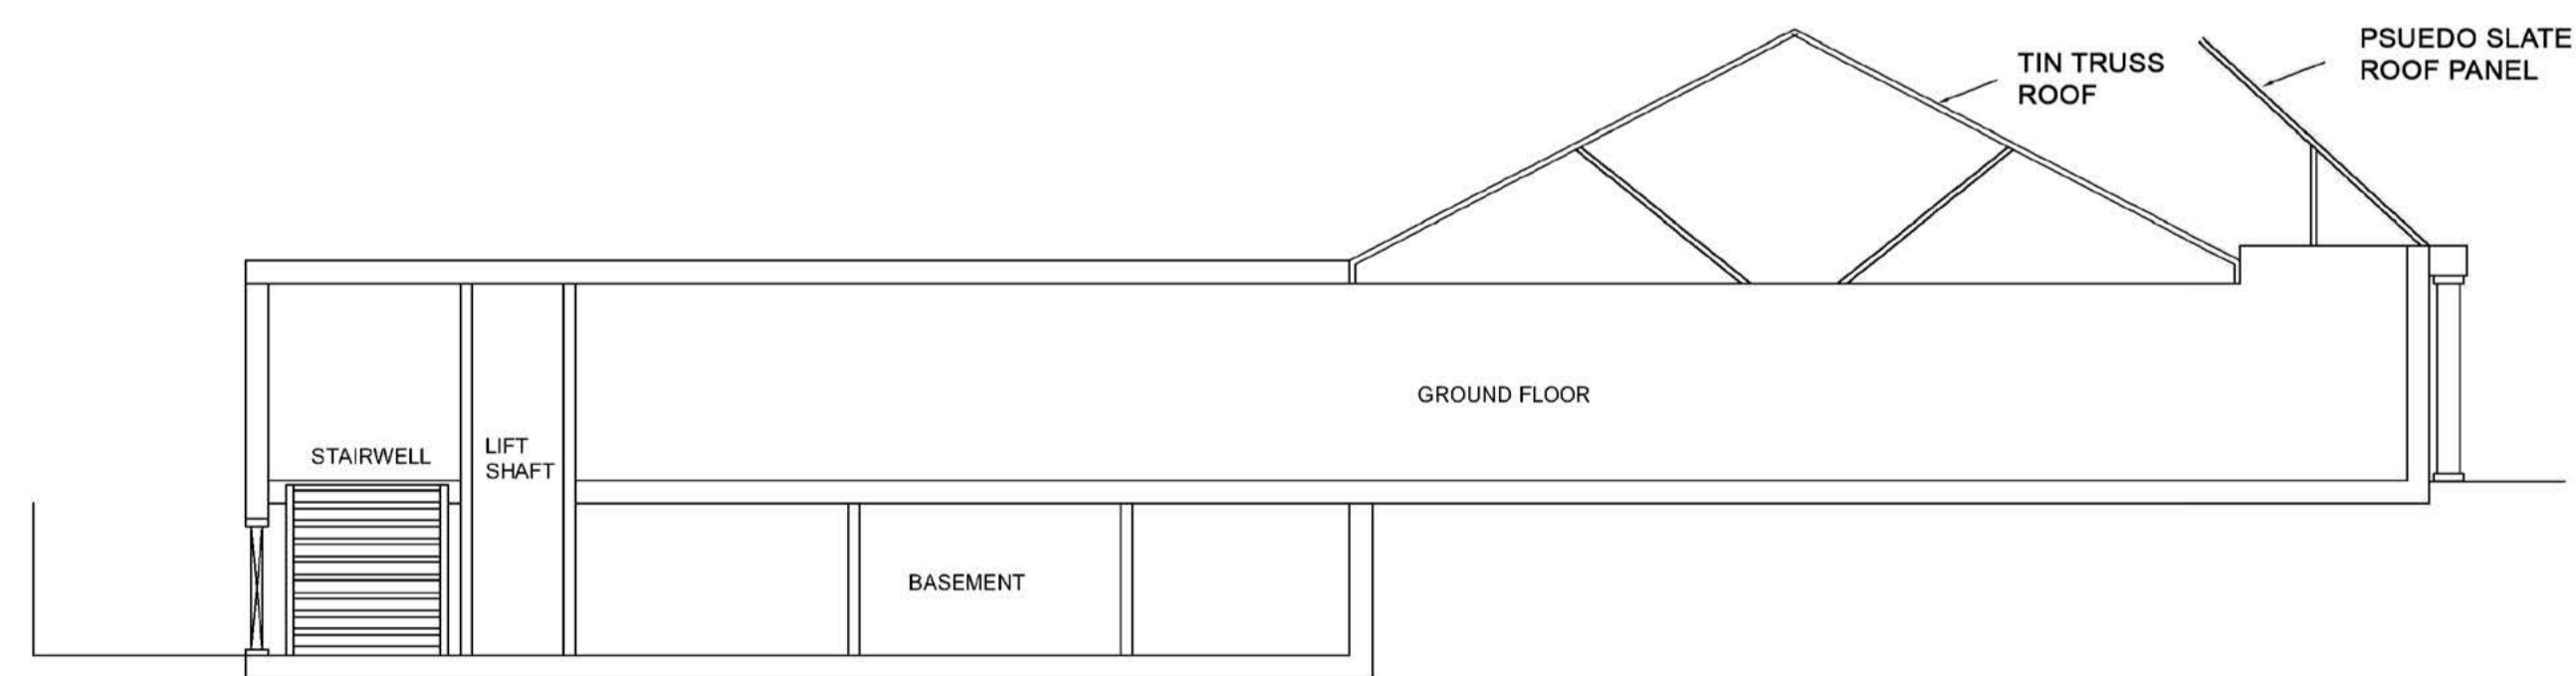 PSUEDO SLATE
ROOF PANEL
TIN TRUSS
ROOF
GROUND FLOOR
STAIRWELL
LIFT
SHAFT
BASEMENT